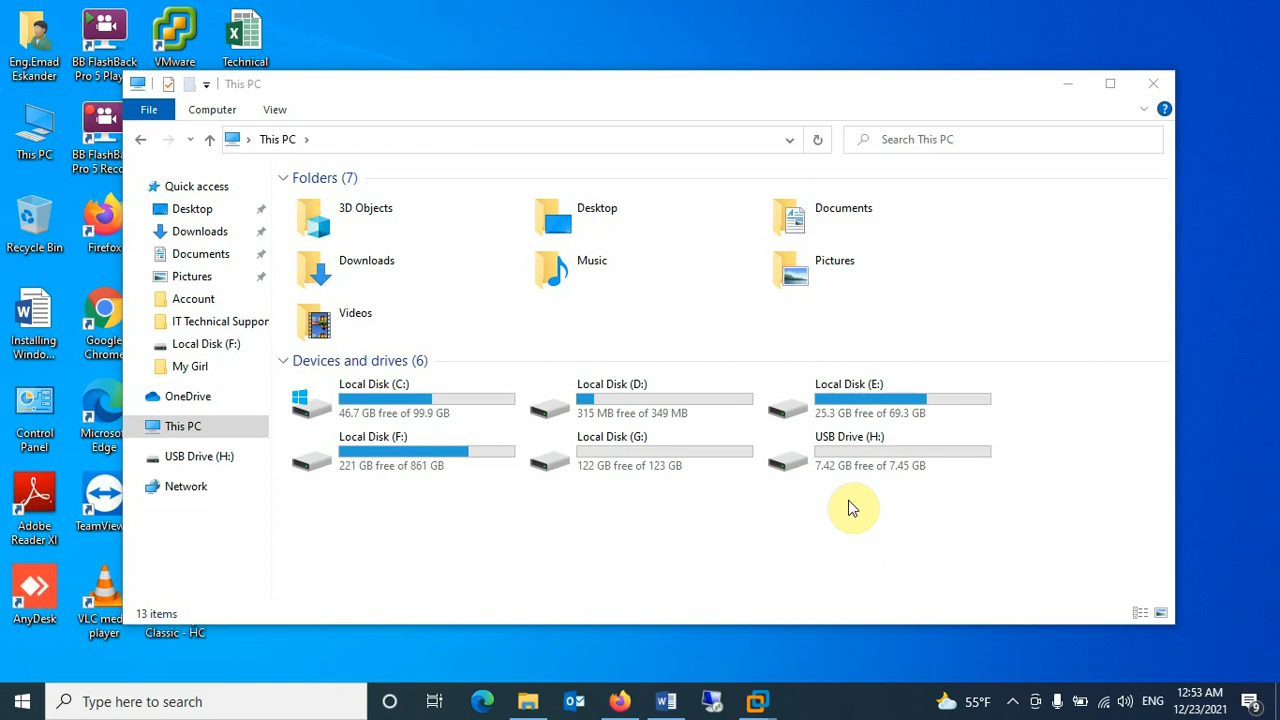 Eng.Emad
Eskander
BB FlashBack
Pro 5 Play
VMware
Technical
This PC
BB FlashBa
Pro 5 Reco
Recycle Bin
Firefox
Installing
Windo...
Google
Chrome
Control
Panel
Microso
Edge
Adobe
Reader XI
TeamView
AnyDesk
VLC med
player
Classic - HC
This PC
File
Computer
View
This PC
Search This PC
Quick access
Desktop
Downloads
Documents
Pictures
Account
IT Technical Suppor
Local Disk (F:)
My Girl
OneDrive
This PC
USB Drive (H:)
Network
Folders (7)
3D Objects
Desktop
Documents
Downloads
Music
Pictures
Videos
Devices and drives (6)
Local Disk (C:)
46.7 GB free of 99.9 GB
Local Disk (D:)
315 MB free of 349 MB
Local Disk (E:)
25.3 GB free of 69.3 GB
Local Disk (F:)
221 GB free of 861 GB
Local Disk (G:)
122 GB free of 123 GB
USB Drive (H:)
7.42 GB free of 7.45 GB
13 items
Type here to search
55°F
ENG
12:53 AM
12/23/2021
9